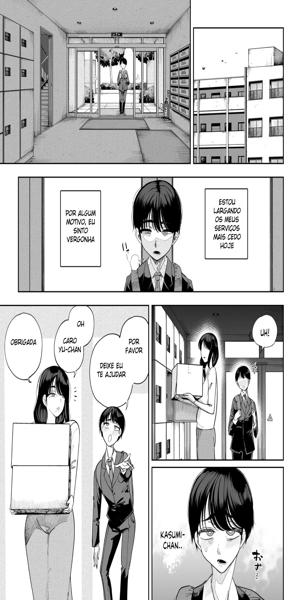 ESTOU
LARGANDO
OS MEUS
SERVIÇOS
MAIS CEDO
HOJE
POR ALGUM
MOTIVO, EU
SINTO
VERGONHA
UH!
KASUMI-
CHAN..
POR
FAVOR
DEIXE EU
TE AJUDAR
OH
CARO
YU-CHAN
OBRIGADA